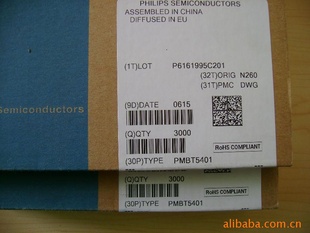 PHILIPS SEMICONDUCTORS
ASSEMBLED IN CHINA
DIFFUSED IN EU
(1T)LOT P6161995C201
(32T)ORIG N260
(31T)PMC DWG
Semiconductors
(9D)DATE 0615
(Q)QTY 3000
RoHS COMPLIANT
(30P)TYPE PMBT5401
(Q)QTY 3000
RoHS COMPLIANT
(30P)TYPE PMBT5401
alibaba.com.cn